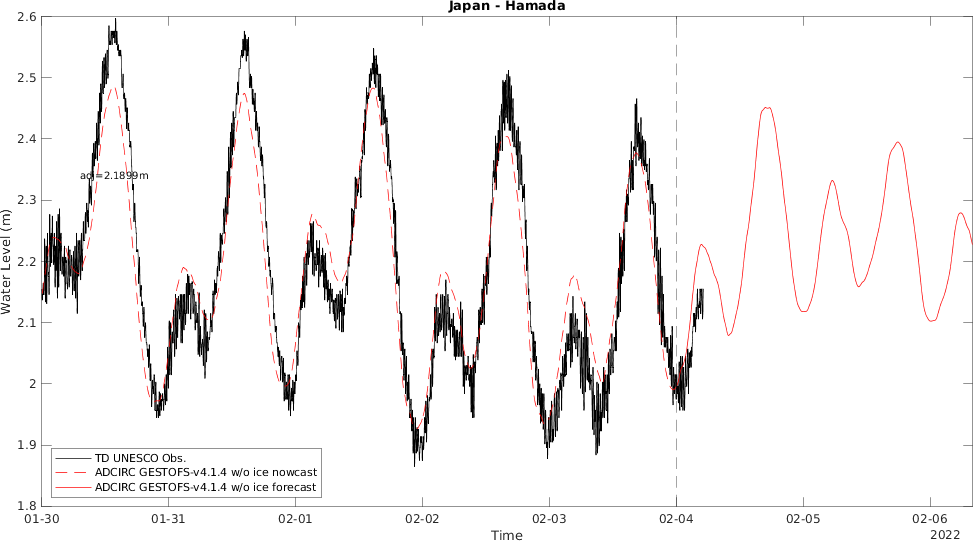 Japan - Hamada
2.6
2.5
2.4
2.3
2.2
2.1
2
1.9
1.8
Water Level (m)
adj=2.1899m
TD UNESCO Obs.
ADCIRC GESTOFS-v4.1.4 w/o ice nowcast
ADCIRC GESTOFS-v4.1.4 w/o ice forecast
01-30 01-31 02-01 02-02 02-03 02-04 02-05 02-06
Time
2022